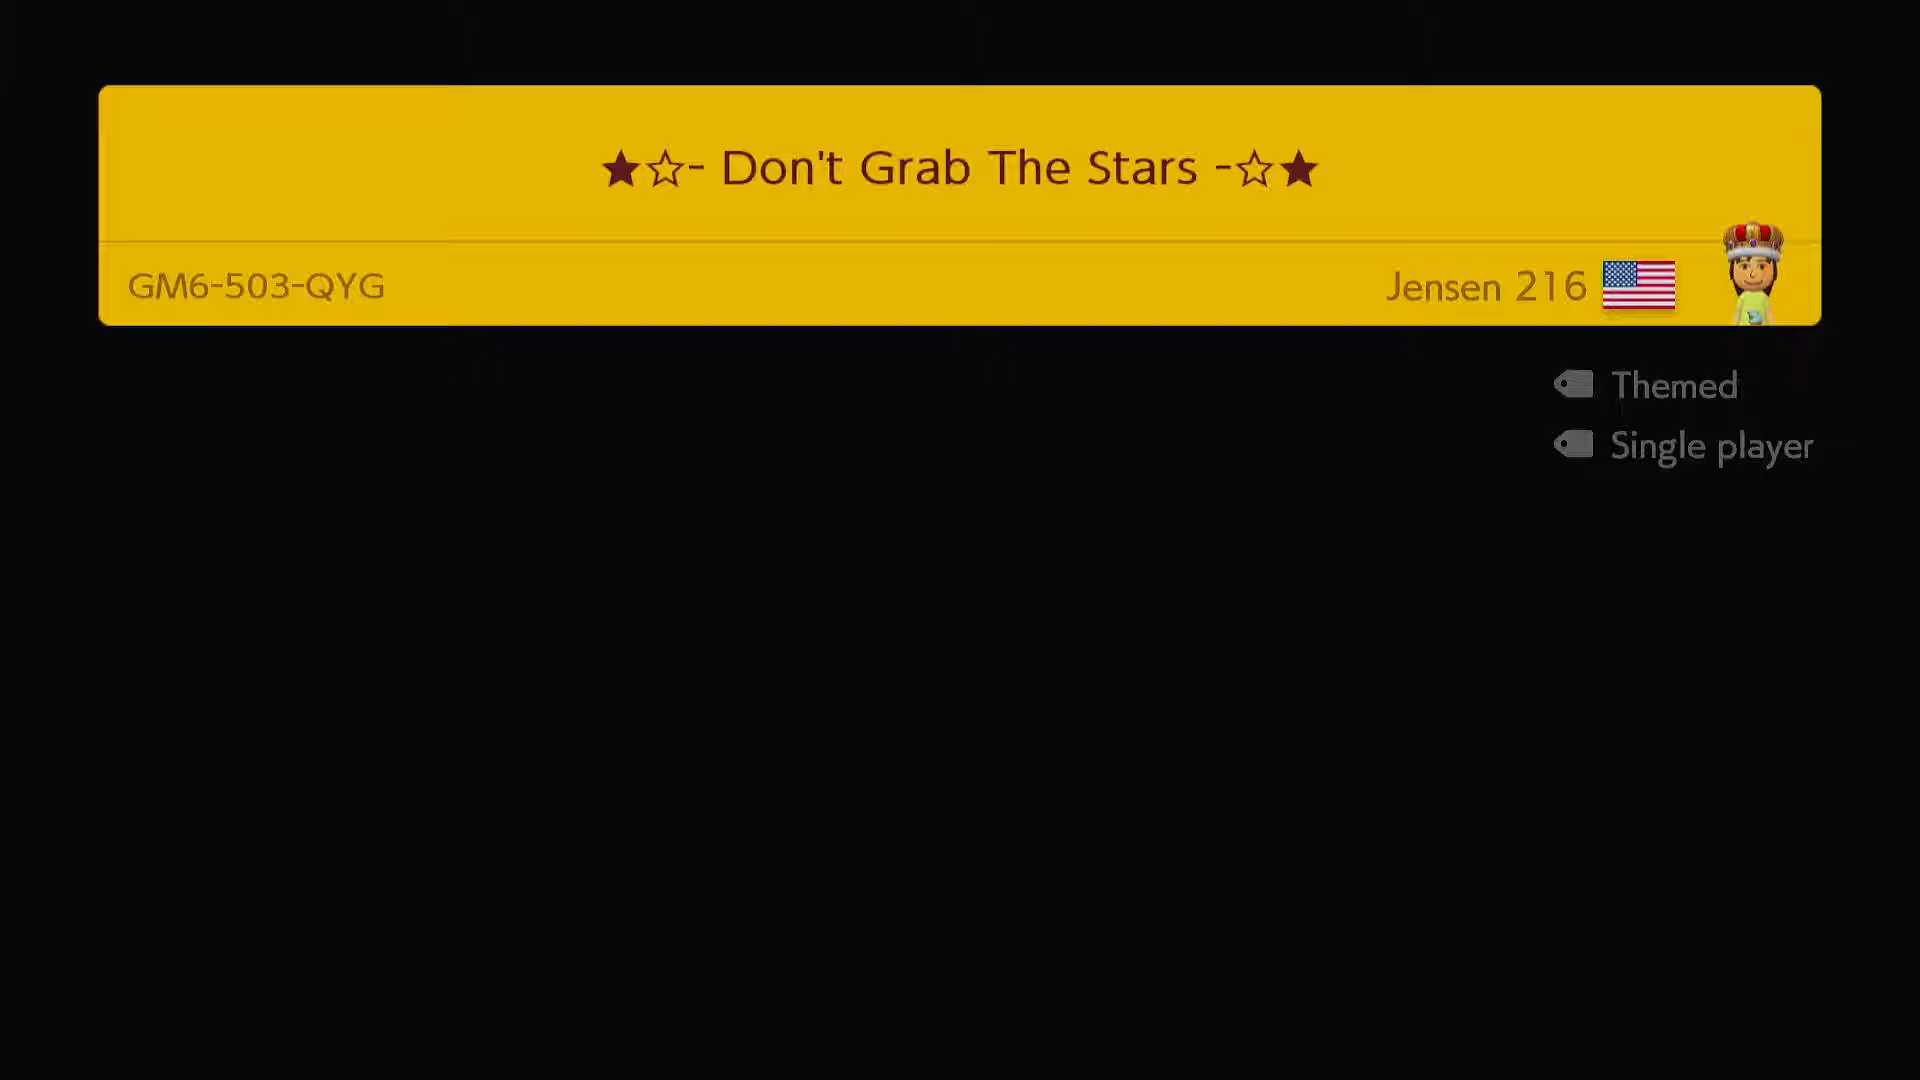 ★☆- Don't Grab The Stars -☆★
GM6-503-QYG
Jensen 216
Themed
Single player